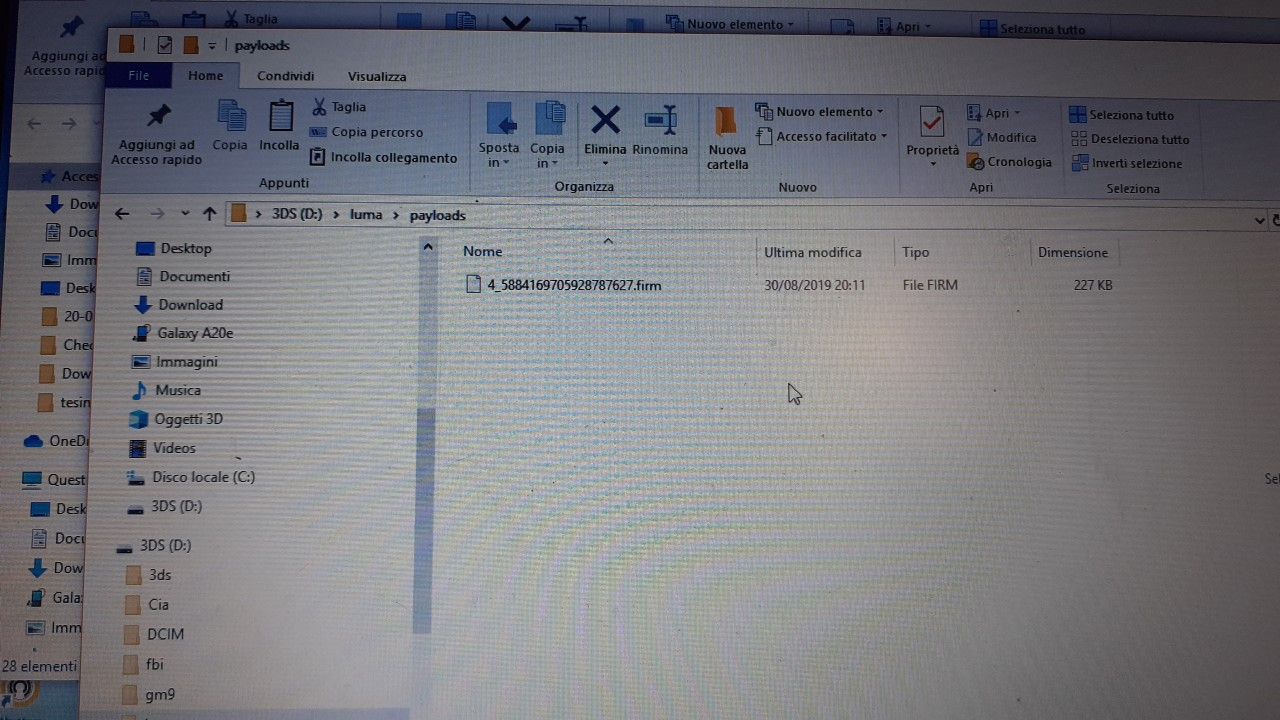 Taglia
Nuovo elemento
Apri
Seleziona tutto
Aggiungi ad
Accesso rapid
payloads
File
Home
Condividi
Visualizza
Aggiungi ad
Accesso rapido
Copia
Incolla
Taglia
Copia percorso
Incolla collegamento
Appunti
Sposta
in
Copia
in
Elimina
Rinomina
Organizza
Nuova
cartella
Nuovo elemento
Accesso facilitato
Nuovo
Proprietà
Apri
Modifica
Cronologia
Apri
Seleziona tutto
Deseleziona tutto
Inverti selezione
Seleziona
3DS (D:) > luma > payloads
Acces
Dow
Docu
Imm
Desk
20-0
Chec
Dow
tesin
OneDr
Quest
Desk
Docu
Dow
Gala
Imm
28 elementi
Desktop
Documenti
Download
Galaxy A20e
Immagini
Musica
Oggetti 3D
Videos
Disco locale (C:)
3DS (D:)
3DS (D:)
3ds
Cia
DCIM
fbi
gm9
Nome
Ultima modifica
Tipo
Dimensione
4_5884169705928787627.firm
30/08/2019 20:11
File FIRM
227 KB
Sel